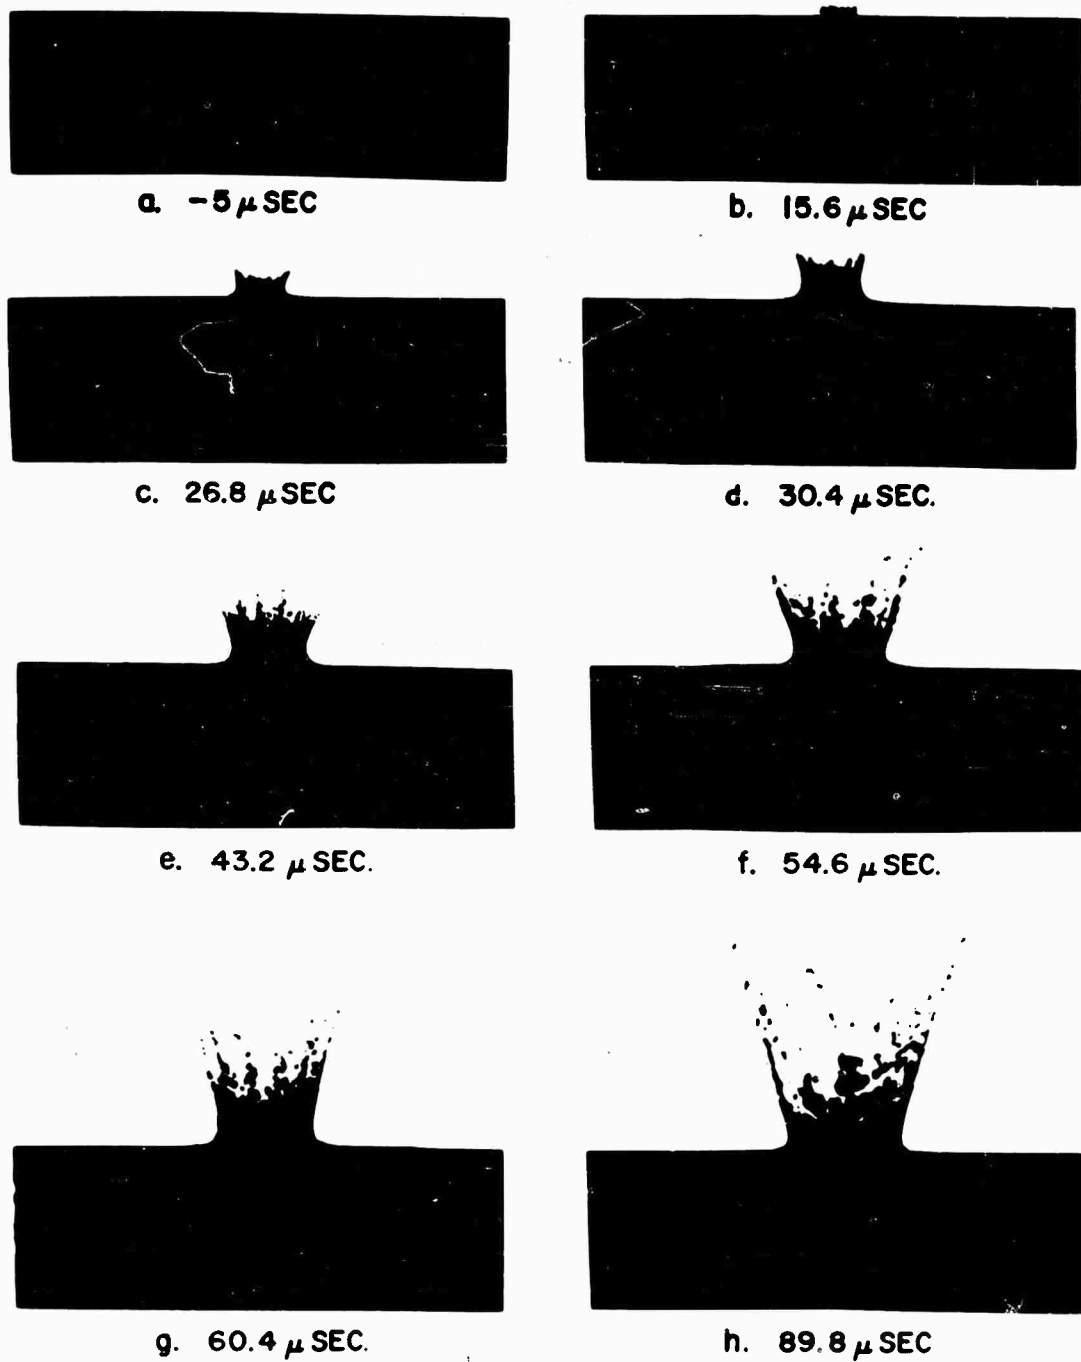 a. -5 μ SEC
b. 15.6 μ SEC
c. 26.8 μ SEC
d. 30.4 μ SEC.
e. 43.2 μ SEC.
f. 54.6 μ SEC.
g. 60.4 μ SEC.
h. 89.8 μ SEC